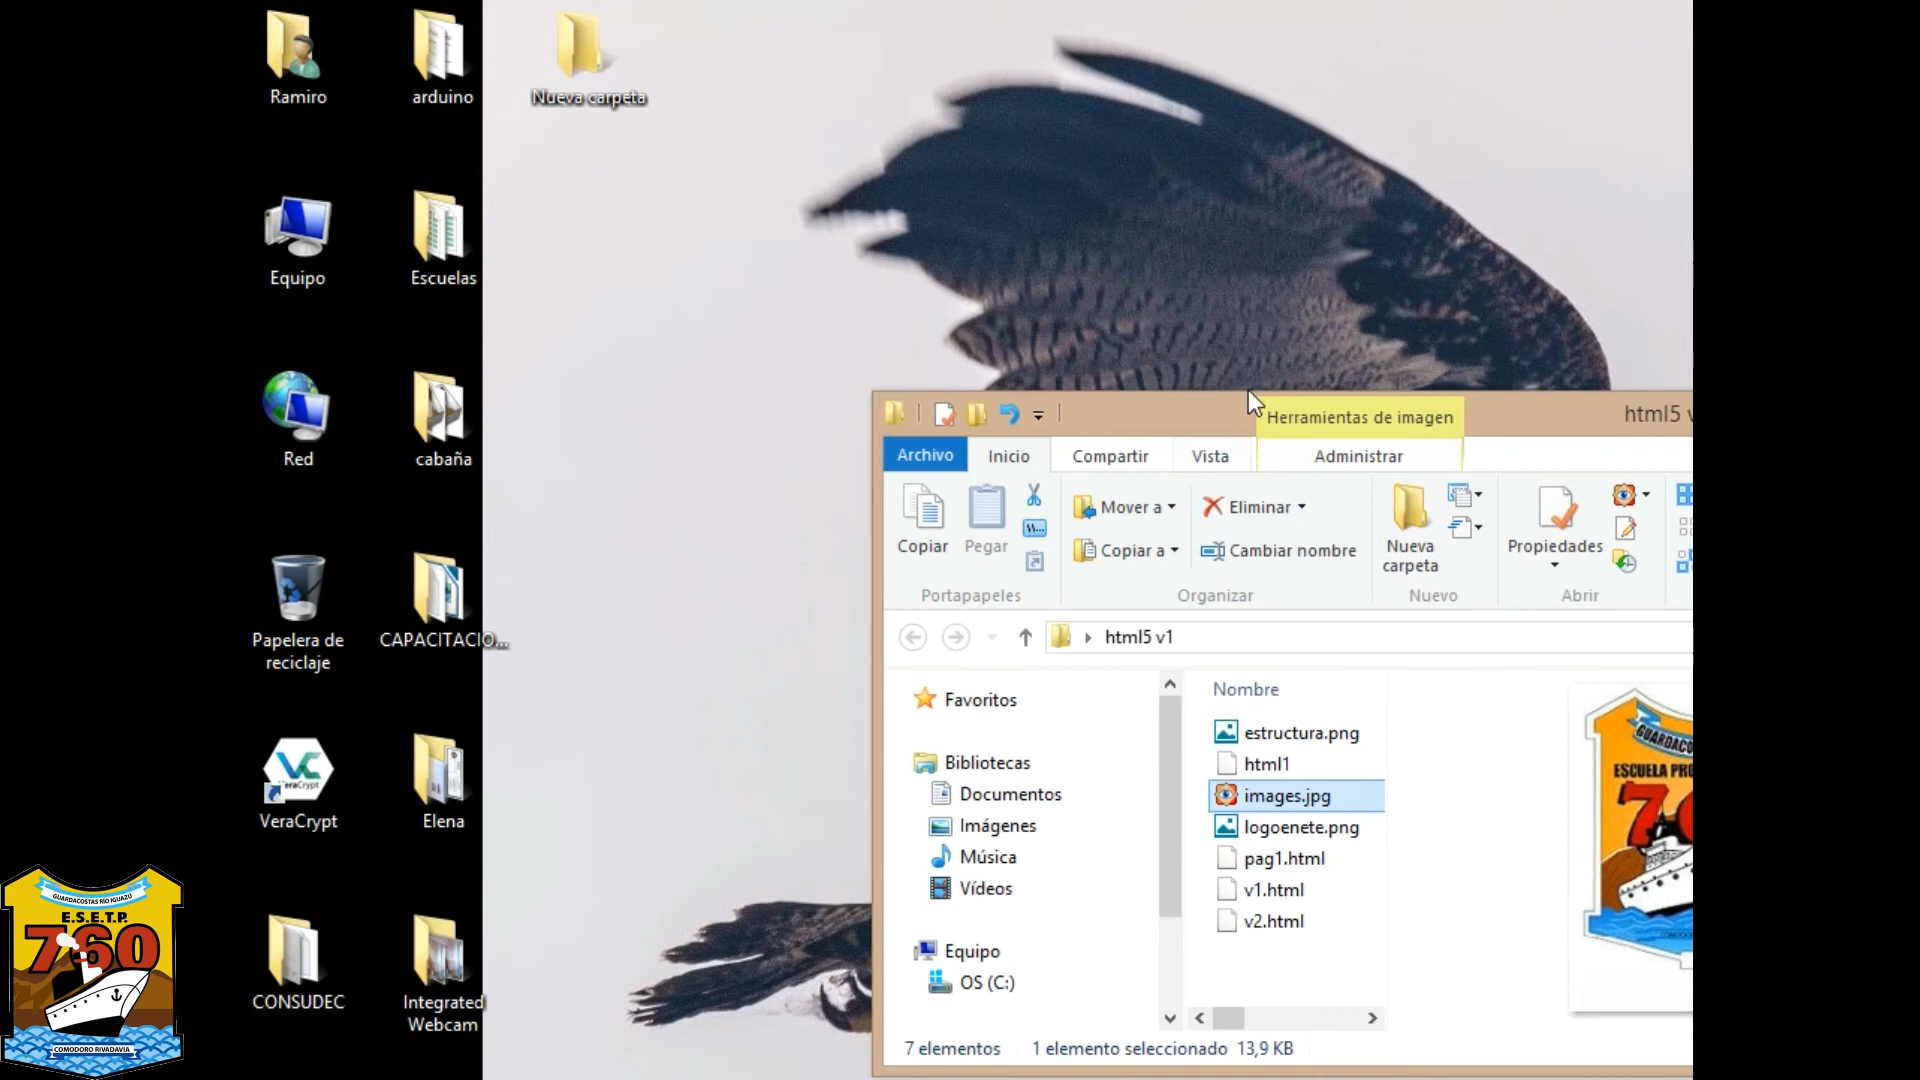 Ramiro
arduino
Nueva carpeta
Equipo
Escuelas
Red
cabaña
Papelera de
reciclaje
CAPACITACIO...
VeraCrypt
Elena
CONSUDEC
Integrated
Webcam
GUARDACOSTAS RÍO IGUAZÚ
E.S.E.T.P.
760
COMODORO RIVADAVIA
Herramientas de imagen
html5 v
Archivo
Inicio
Compartir
Vista
Administrar
Copiar
Pegar
Mover a
Copiar a
Eliminar
Cambiar nombre
Nueva
carpeta
Propiedades
Portapapeles
Organizar
Nuevo
Abrir
html5 v1
Favoritos
Bibliotecas
Documentos
Imágenes
Música
Vídeos
Equipo
OS (C:)
Nombre
estructura.png
html1
images.jpg
logoenete.png
pag1.html
v1.html
v2.html
GUARDACO
ESCUELA PRO
7 elementos
1 elemento seleccionado 13,9 KB